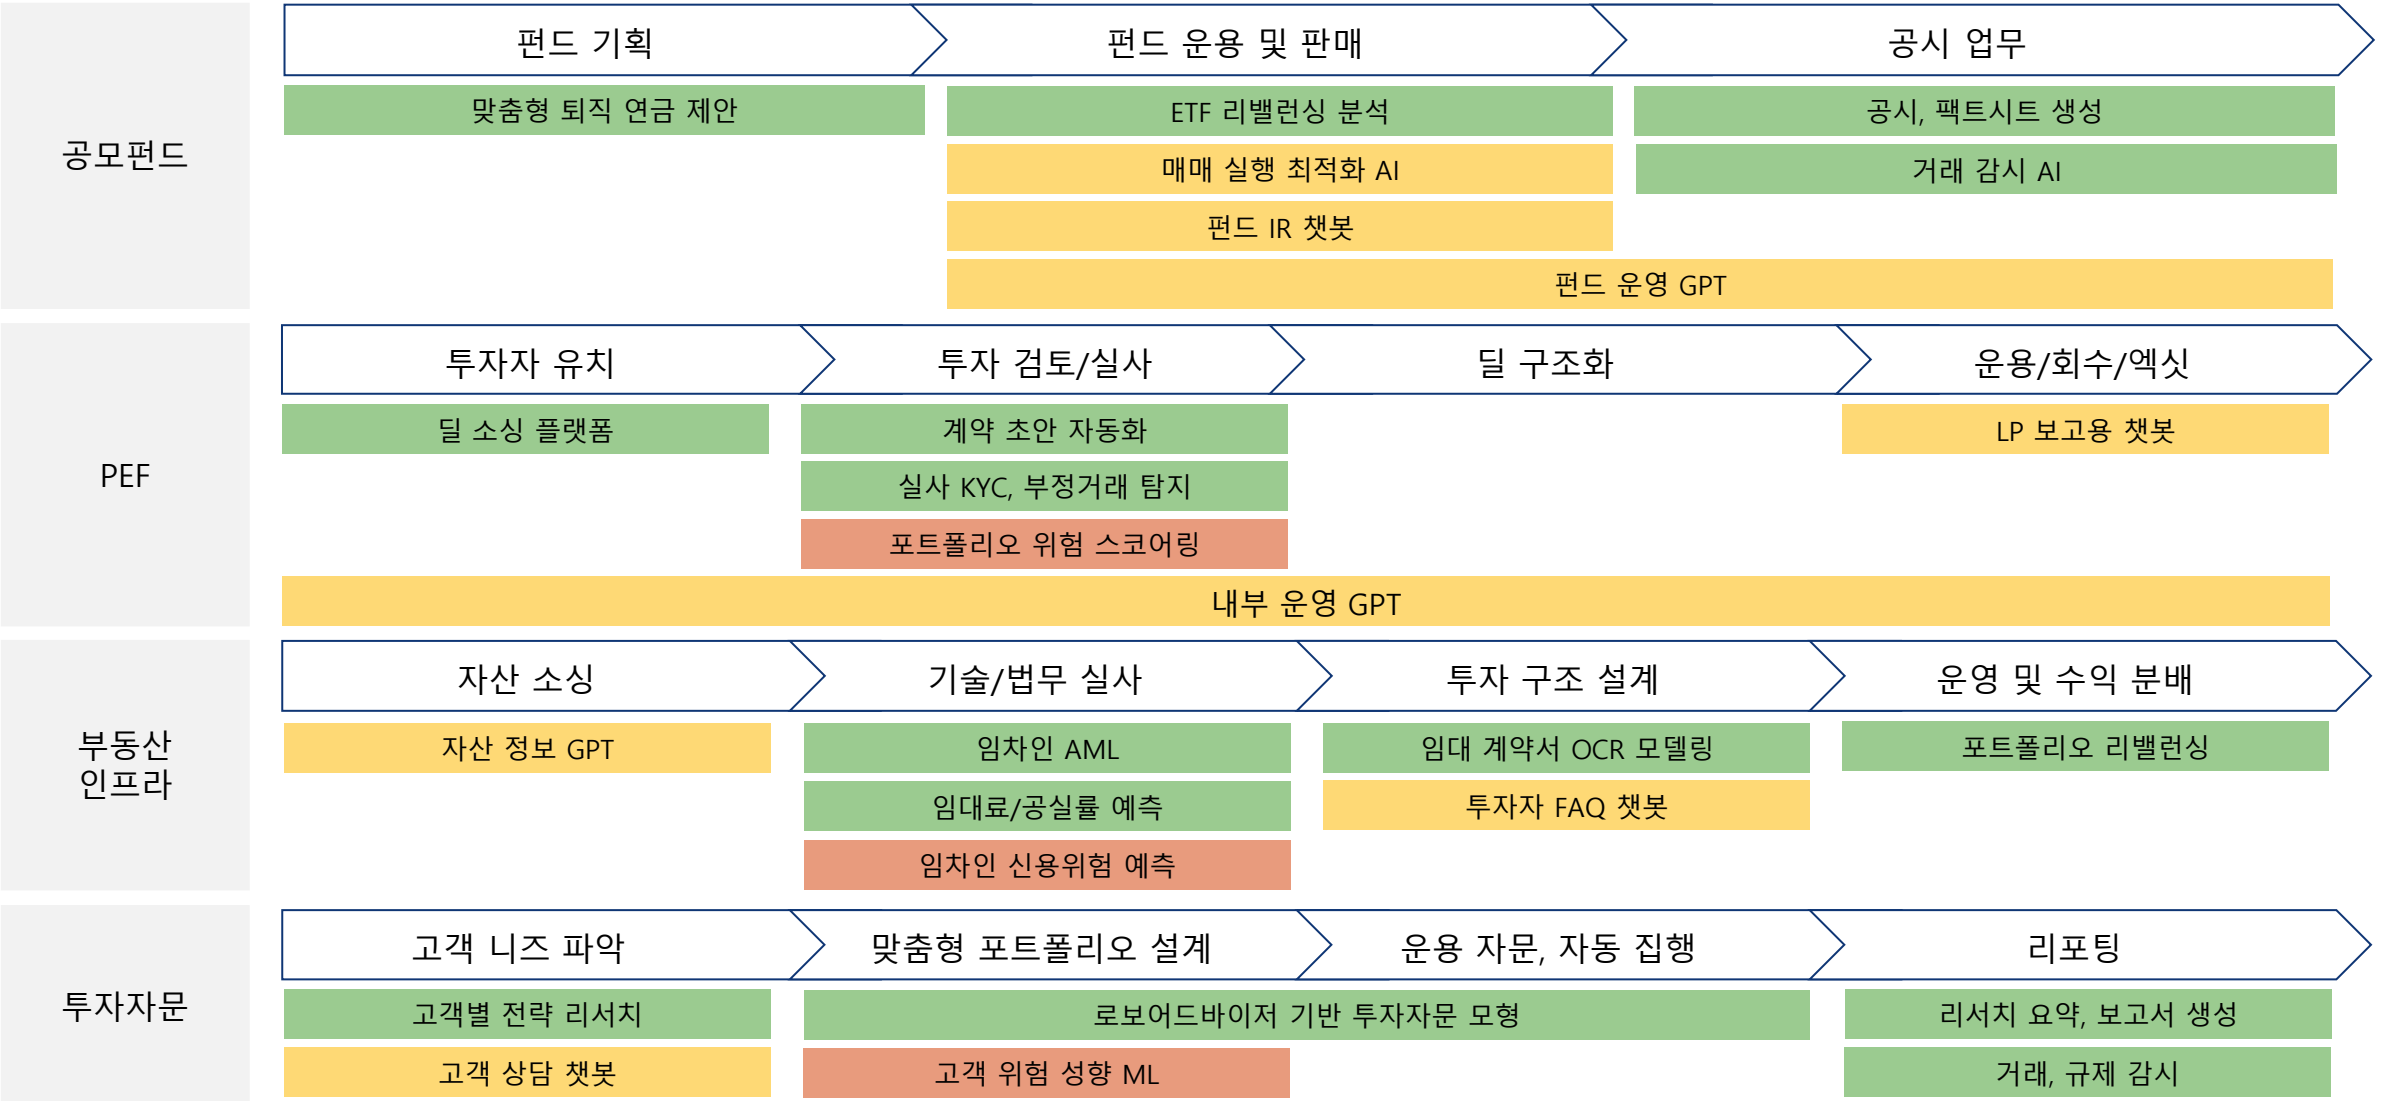 공모펀드
펀드 기획
펀드 운용 및 판매
공시 업무
맞춤형 퇴직 연금 제안
ETF 리밸런싱 분석
공시, 팩트시트 생성
매매 실행 최적화 AI
거래 감시 AI
펀드 IR 챗봇
펀드 운영 GPT
PEF
투자자 유치
투자 검토/실사
딜 구조화
운용/회수/엑싯
딜 소싱 플랫폼
계약 초안 자동화
LP 보고용 챗봇
실사 KYC, 부정거래 탐지
포트폴리오 위험 스코어링
내부 운영 GPT
부동산
인프라
자산 소싱
기술/법무 실사
투자 구조 설계
운영 및 수익 분배
자산 정보 GPT
임차인 AML
임대 계약서 OCR 모델링
포트폴리오 리밸런싱
임대료/공실률 예측
투자자 FAQ 챗봇
임차인 신용위험 예측
투자자문
고객 니즈 파악
맞춤형 포트폴리오 설계
운용 자문, 자동 집행
리포팅
고객별 전략 리서치
로보어드바이저 기반 투자자문 모형
리서치 요약, 보고서 생성
고객 상담 챗봇
고객 위험 성향 ML
거래, 규제 감시